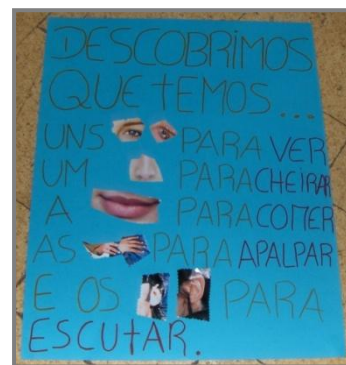 DESCOBRIMOS
QUE TEMOS...
UNS PARA VER
UM PARA CHEIRAR
A PARA COMER
AS PARA APALPAR
E OS PARA
ESCUTAR.